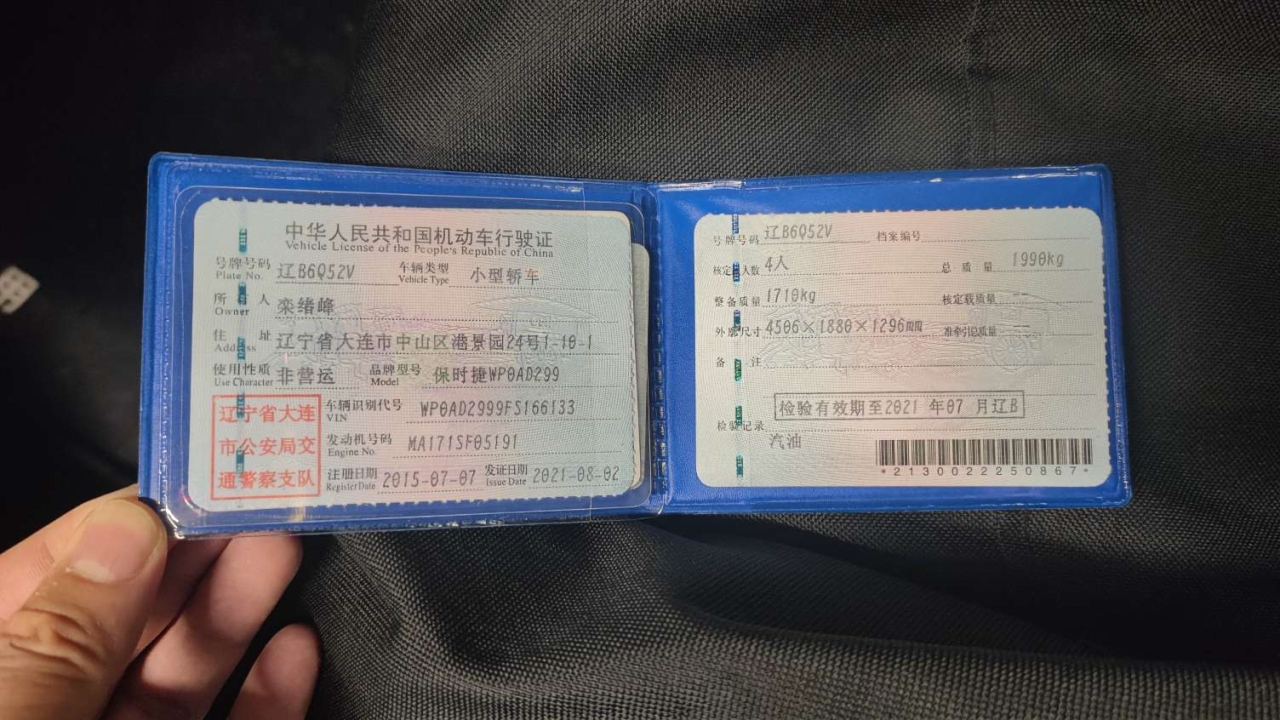 中华人民共和国机动车行驶证
Vehicle License of the People's Republic of China
号牌号码 Plate No. 辽B6Q52V 车辆类型 Vehicle Type 小型轿车
所有人 Owner 栾绪峰
住址 Address 辽宁省大连市中山区港景园24号1-10-1
使用性质 Use Character 非营运 品牌型号 Model 保时捷WP0AD299
辽宁省大连
市公安局交
通警察支队
车辆识别代号 VIN WP0AD2999FS166133
发动机号码 Engine No. MA171SF05191
注册日期 Register Date 2015-07-07 发证日期 Issue Date 2021-08-02
号牌号码 辽B6Q52V 档案编号
核定人数 4人 总质量 1990kg
整备质量 1710kg 核定载质量 --
外廓尺寸 4506×1880×1296mm 准牵引总质量 --
备注
检验有效期至2021年07月辽B
检验记录
汽油
*2130022250867*